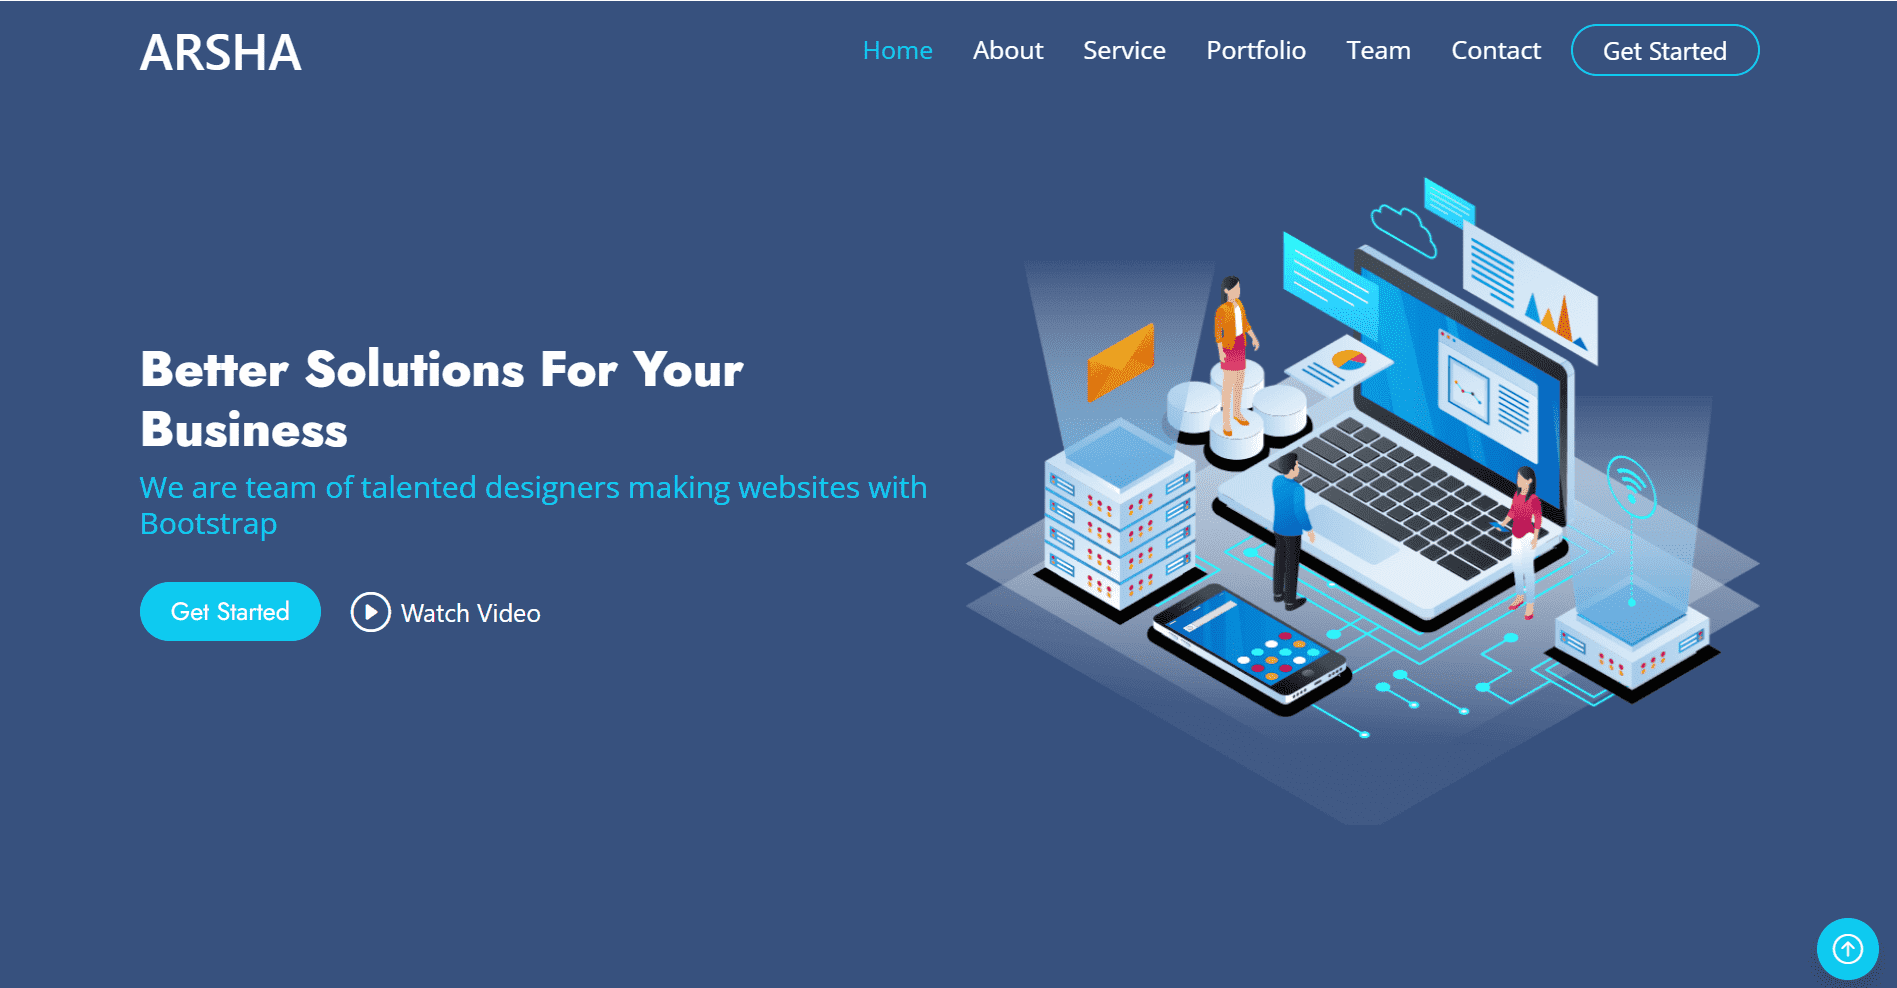 ARSHA
Home About Service Portfolio Team Contact Get Started
Better Solutions For Your
Business
We are team of talented designers making websites with
Bootstrap
Get Started Watch Video